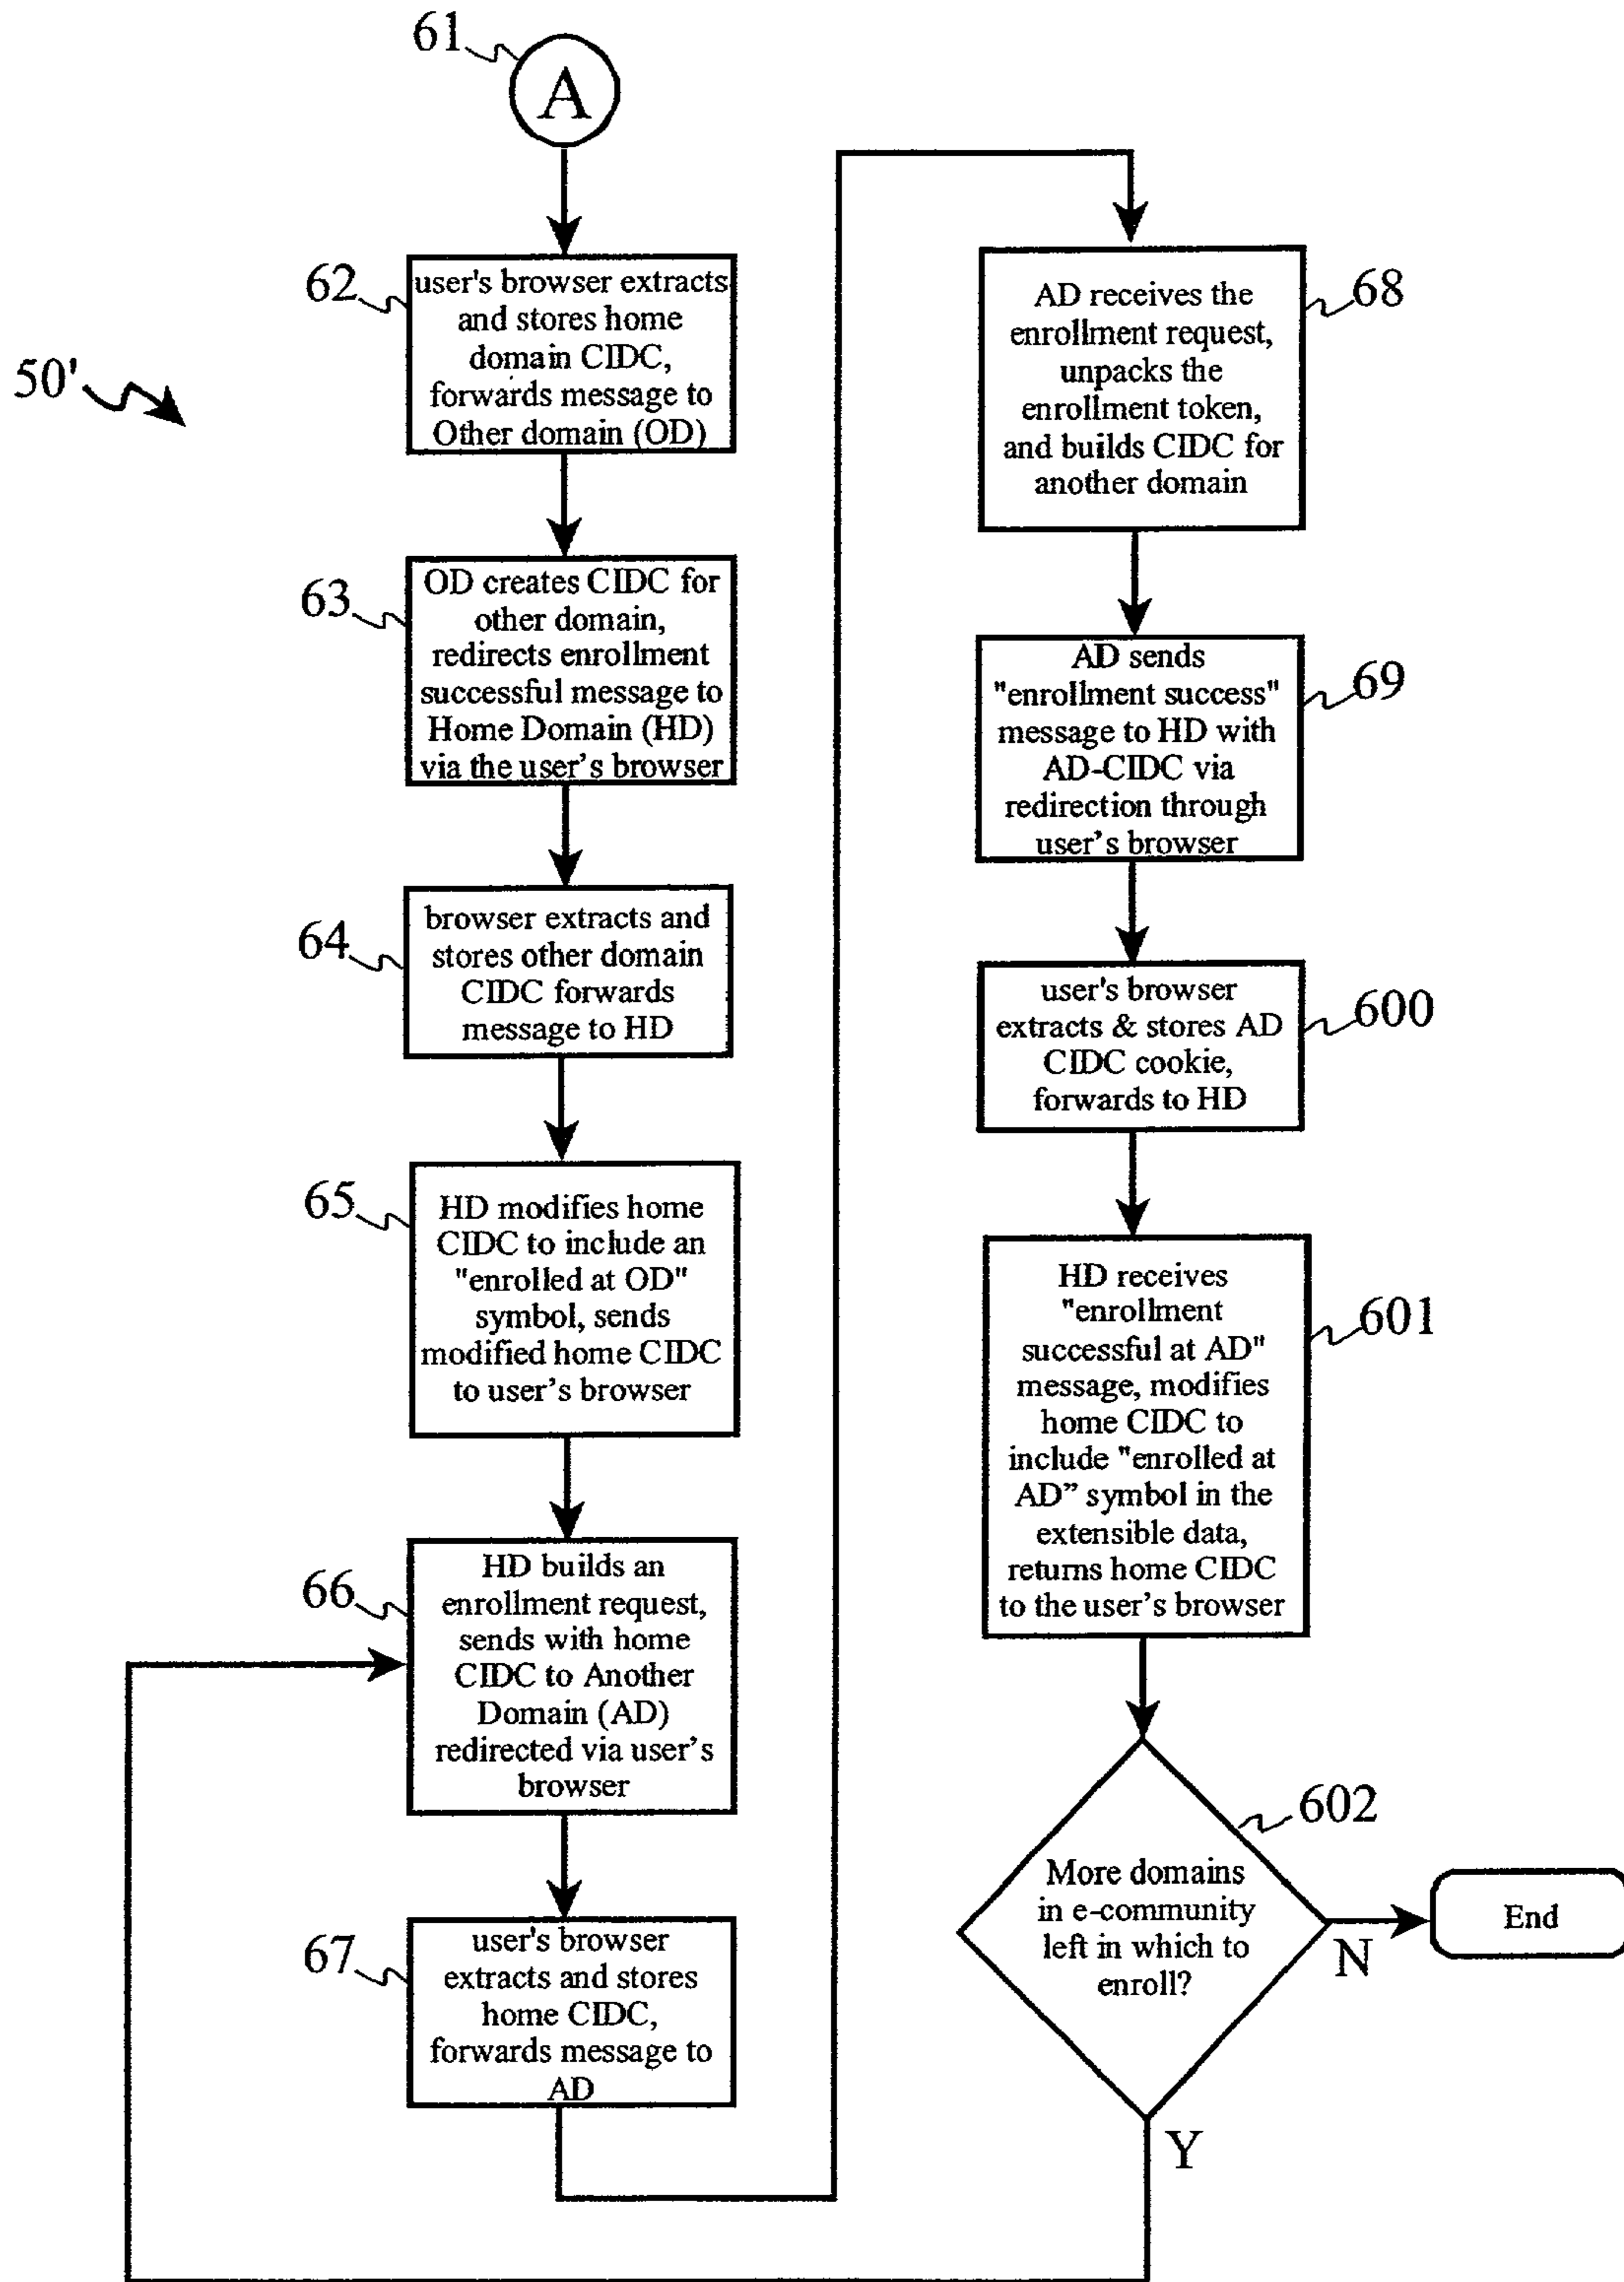 61
A
50'
62
user's browser extracts
and stores home
domain CIDC,
forwards message to
Other domain (OD)
63
OD creates CIDC for
other domain,
redirects enrollment
successful message to
Home Domain (HD)
via the user's browser
64
browser extracts and
stores other domain
CIDC forwards
message to HD
65
HD modifies home
CIDC to include an
"enrolled at OD"
symbol, sends
modified home CIDC
to user's browser
66
HD builds an
enrollment request,
sends with home
CIDC to Another
Domain (AD)
redirected via user's
browser
67
user's browser
extracts and stores
home CIDC,
forwards message to
AD
68
AD receives the
enrollment request,
unpacks the
enrollment token,
and builds CIDC for
another domain
69
AD sends
"enrollment success"
message to HD with
AD-CIDC via
redirection through
user's browser
600
user's browser
extracts & stores AD
CIDC cookie,
forwards to HD
601
HD receives
"enrollment
successful at AD"
message, modifies
home CIDC to
include "enrolled at
AD" symbol in the
extensible data,
returns home CIDC
to the user's browser
602
More domains
in e-community
left in which to
enroll?
N
End
Y